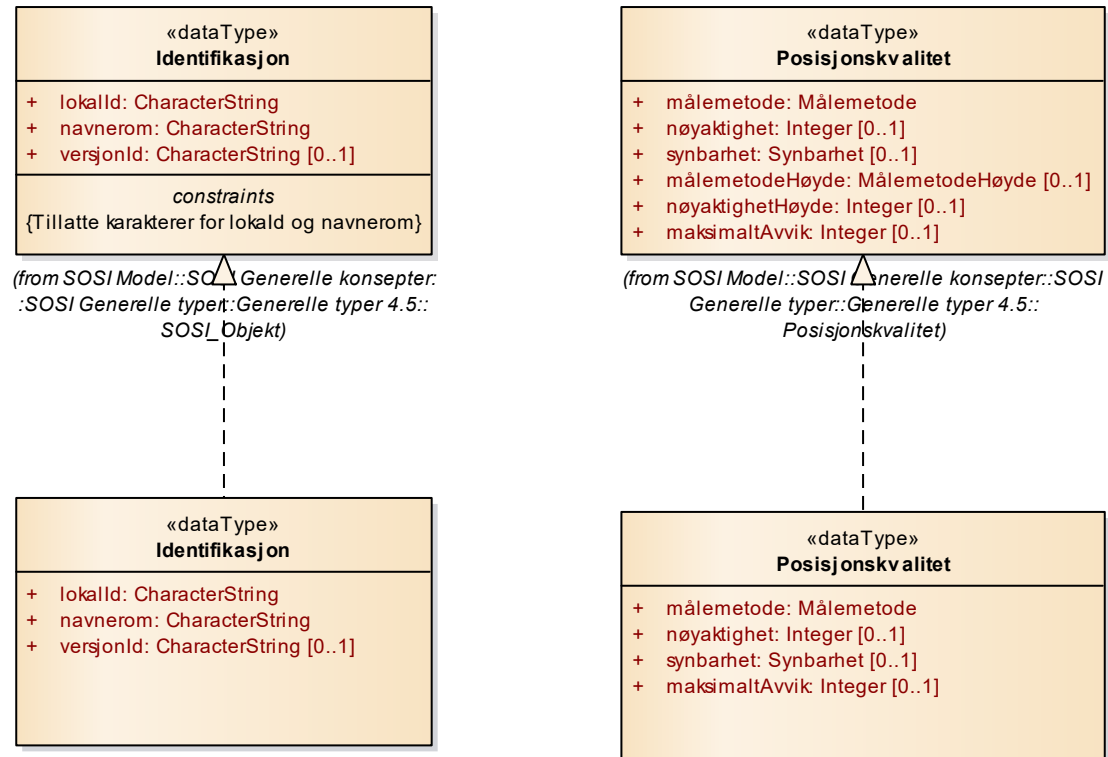 «dataType»
Identifikasjon
+ lokalId: CharacterString
+ navnerom: CharacterString
+ versjonId: CharacterString [0..1]
constraints
{Tillatte karakterer for lokaId og navnerom}
(from SOSI Model::SOSI Generelle konsepter:
:SOSI Generelle typer::Generelle typer 4.5::
SOSI_Objekt)
«dataType»
Posisjonskvalitet
+ målemetode: Målemetode
+ nøyaktighet: Integer [0..1]
+ synbarhet: Synbarhet [0..1]
+ målemetodeHøyde: MålemetodeHøyde [0..1]
+ nøyaktighetHøyde: Integer [0..1]
+ maksimaltAvvik: Integer [0..1]
(from SOSI Model::SOSI Generelle konsepter::SOSI
Generelle typer::Generelle typer 4.5::
Posisjonskvalitet)
«dataType»
Identifikasjon
+ lokalId: CharacterString
+ navnerom: CharacterString
+ versjonId: CharacterString [0..1]
«dataType»
Posisjonskvalitet
+ målemetode: Målemetode
+ nøyaktighet: Integer [0..1]
+ synbarhet: Synbarhet [0..1]
+ maksimaltAvvik: Integer [0..1]